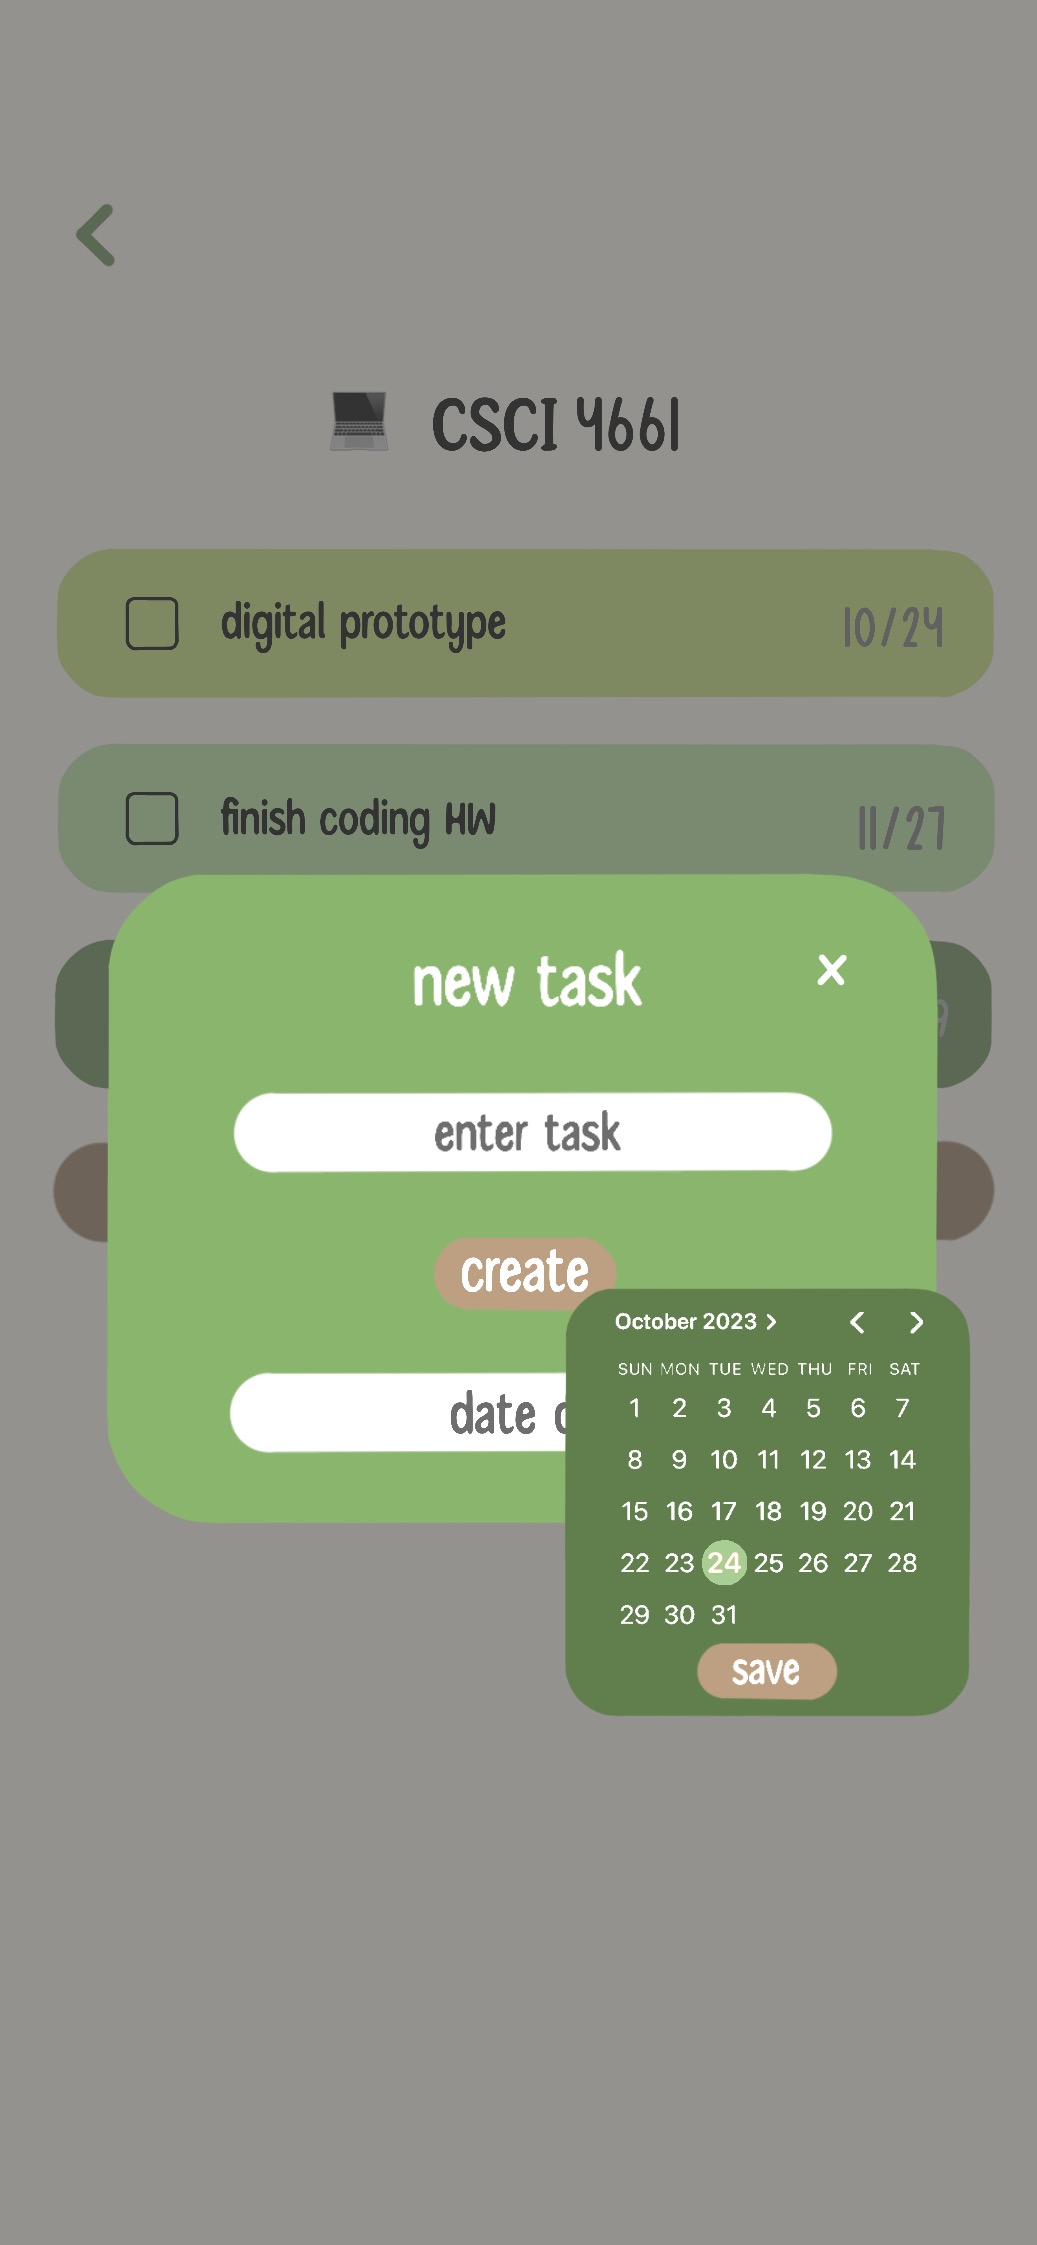 CSCI 4661
digital prototype 10/24
finish coding HW 11/27
new task x
9
enter task
create
October 2023 >
SUN MON TUE WED THU FRI SAT
1 2 3 4 5 6 7
8 9 10 11 12 13 14
date
15 16 17 18 19 20 21
22 23 24 25 26 27 28
29 30 31
save